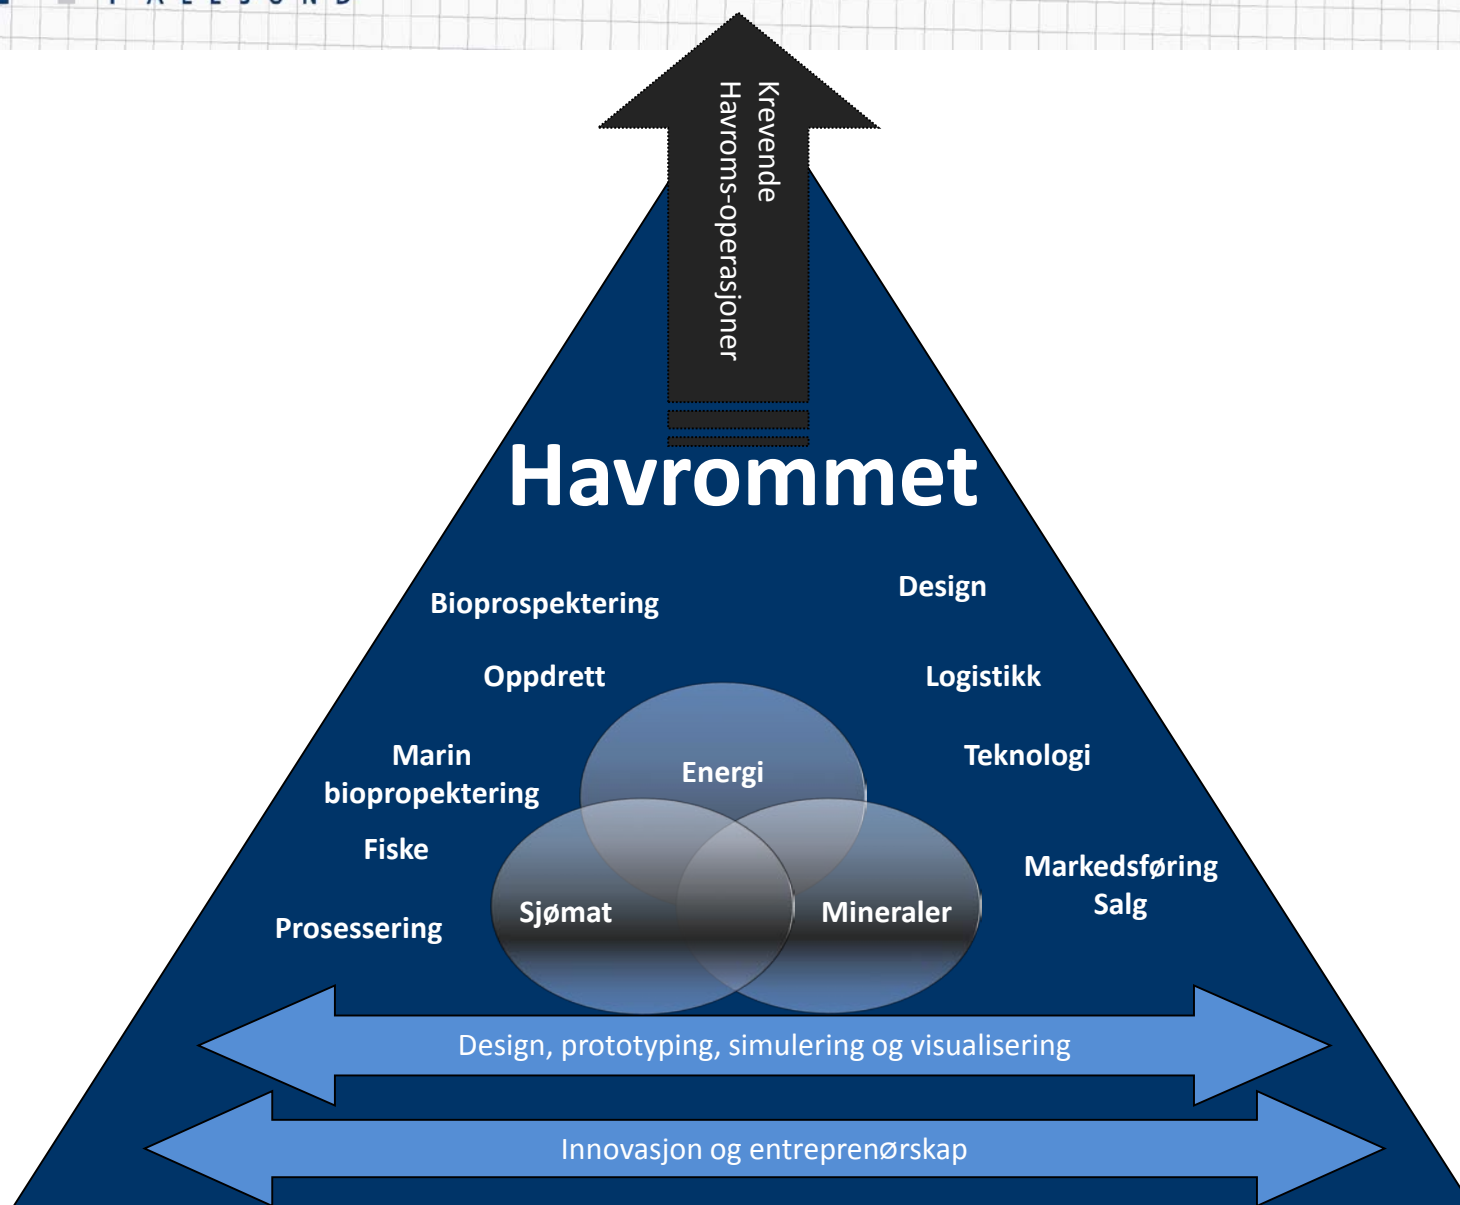 Krevende
Havroms-operasjoner
Havrommet
Bioprospektering
Design
Oppdrett
Logistikk
Marin
biopropektering
Energi
Teknologi
Fiske
Markedsføring
Salg
Sjømat
Mineraler
Prosessering
Design, prototyping, simulering og visualisering
Innovasjon og entreprenørskap